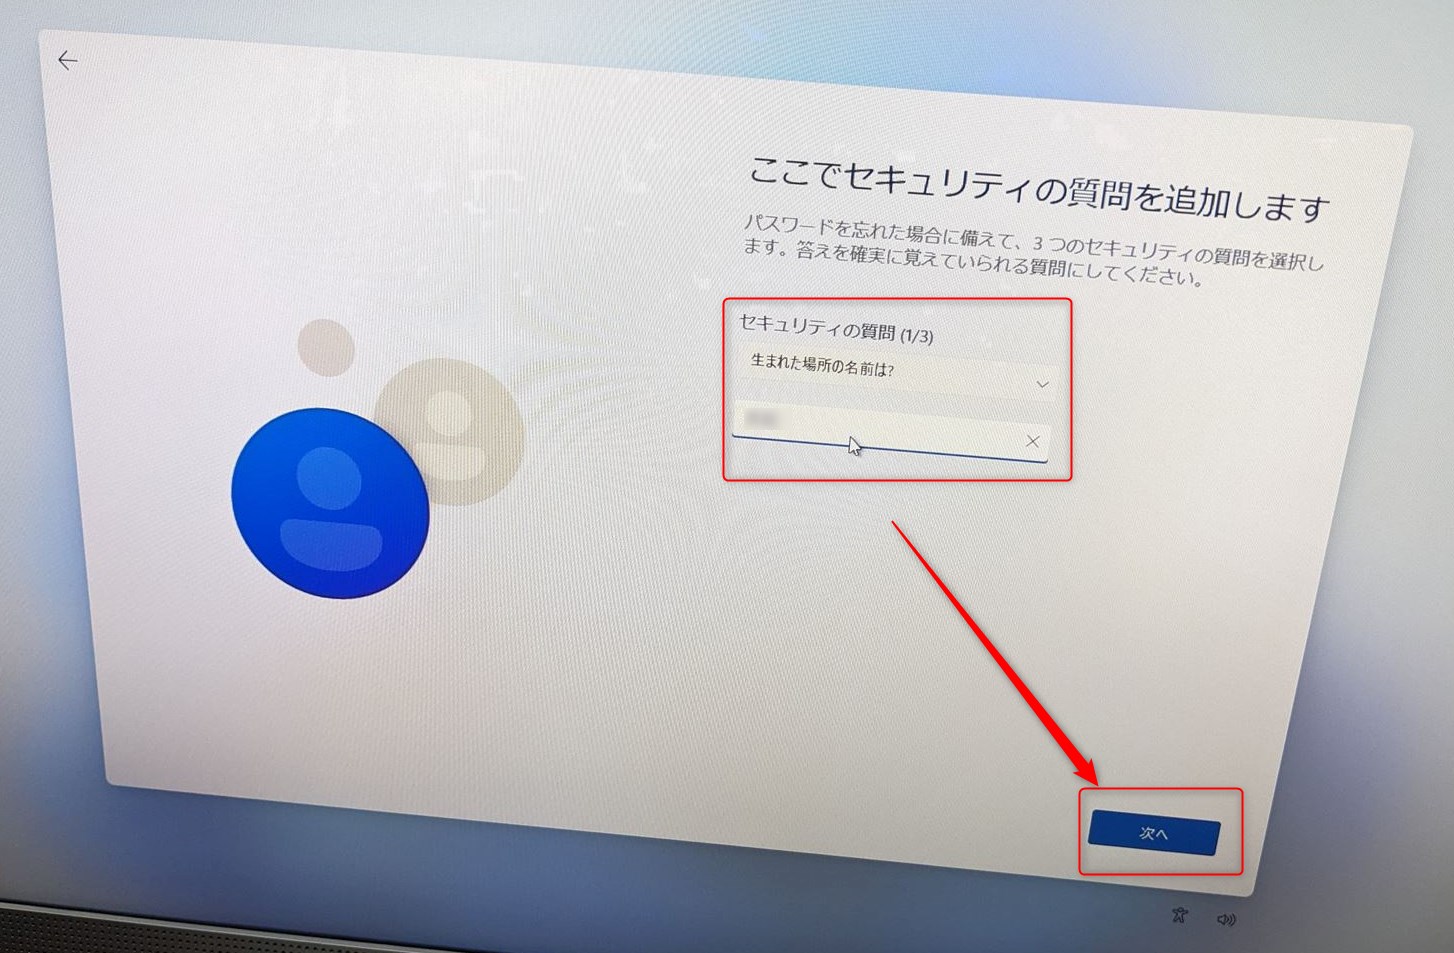 ここでセキュリティの質問を追加します
パスワードを忘れた場合に備えて、3 つのセキュリティの質問を選択し
ます。答えを確実に覚えていられる質問にしてください。
セキュリティの質問 (1/3)
生まれた場所の名前は?
次へ